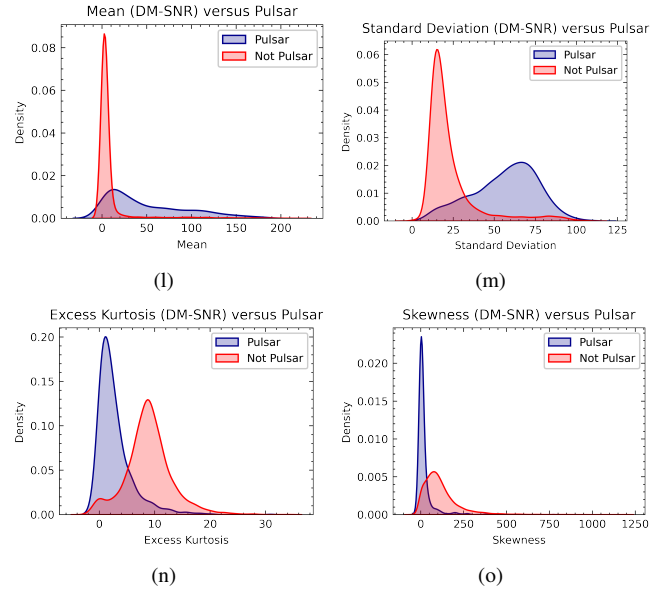 Mean (DM-SNR) versus Pulsar
Pulsar
Not Pulsar
0.08
0.06
0.04
0.02
0.00
Density
0
50
100
150
200
Mean
(l)
Standard Deviation (DM-SNR) versus Pulsar
Pulsar
Not Pulsar
0.06
0.05
0.04
0.03
0.02
0.01
0.00
Density
0
25
50
75
100
125
Standard Deviation
(m)
Excess Kurtosis (DM-SNR) versus Pulsar
Pulsar
Not Pulsar
0.20
0.15
0.10
0.05
0.00
Density
0
10
20
30
Excess Kurtosis
(n)
Skewness (DM-SNR) versus Pulsar
Pulsar
Not Pulsar
0.020
0.015
0.010
0.005
0.000
Density
0
250
500
750
1000
1250
Skewness
(o)